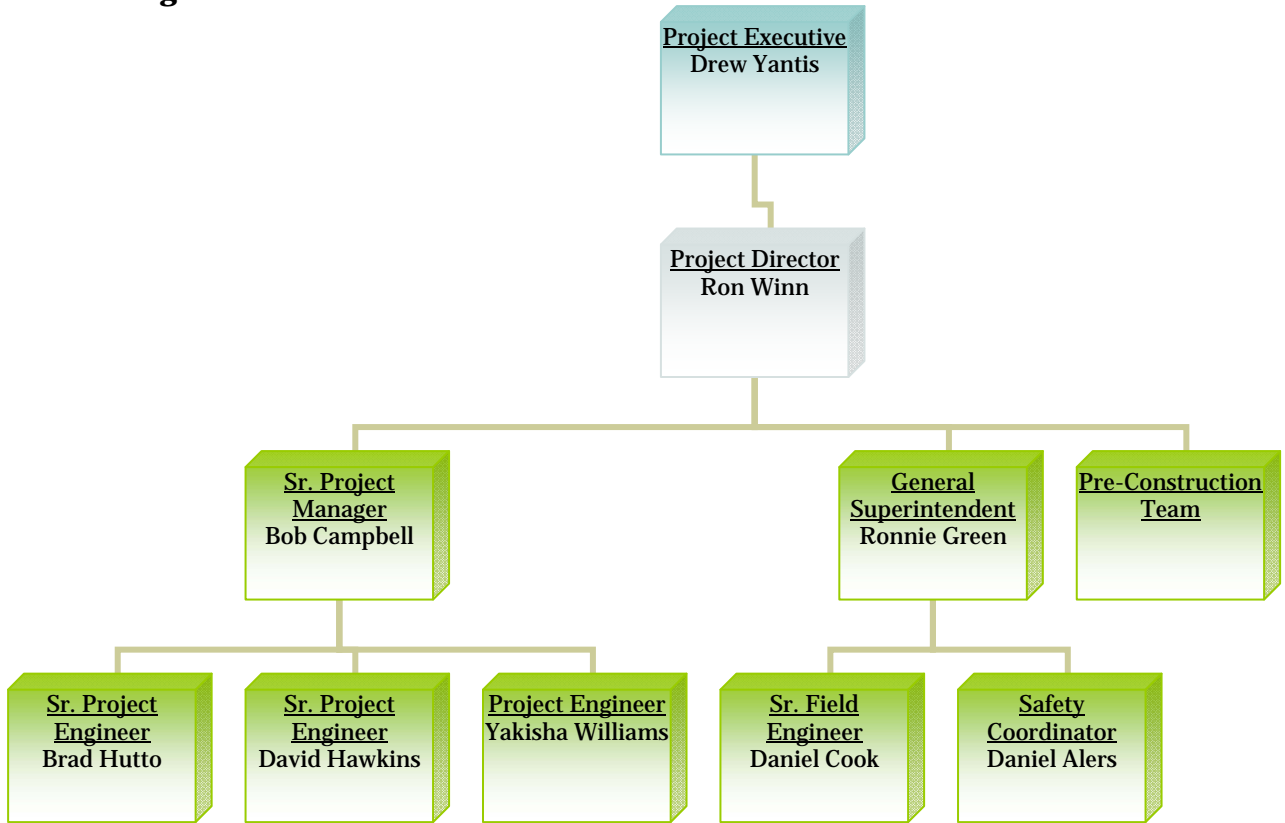 Project Executive
Drew Yantis
Project Director
Ron Winn
Sr. Project
Manager
Bob Campbell
General
Superintendent
Ronnie Green
Pre-Construction
Team
Sr. Project
Engineer
Brad Hutto
Sr. Project
Engineer
David Hawkins
Project Engineer
Yakisha Williams
Sr. Field
Engineer
Daniel Cook
Safety
Coordinator
Daniel Alers